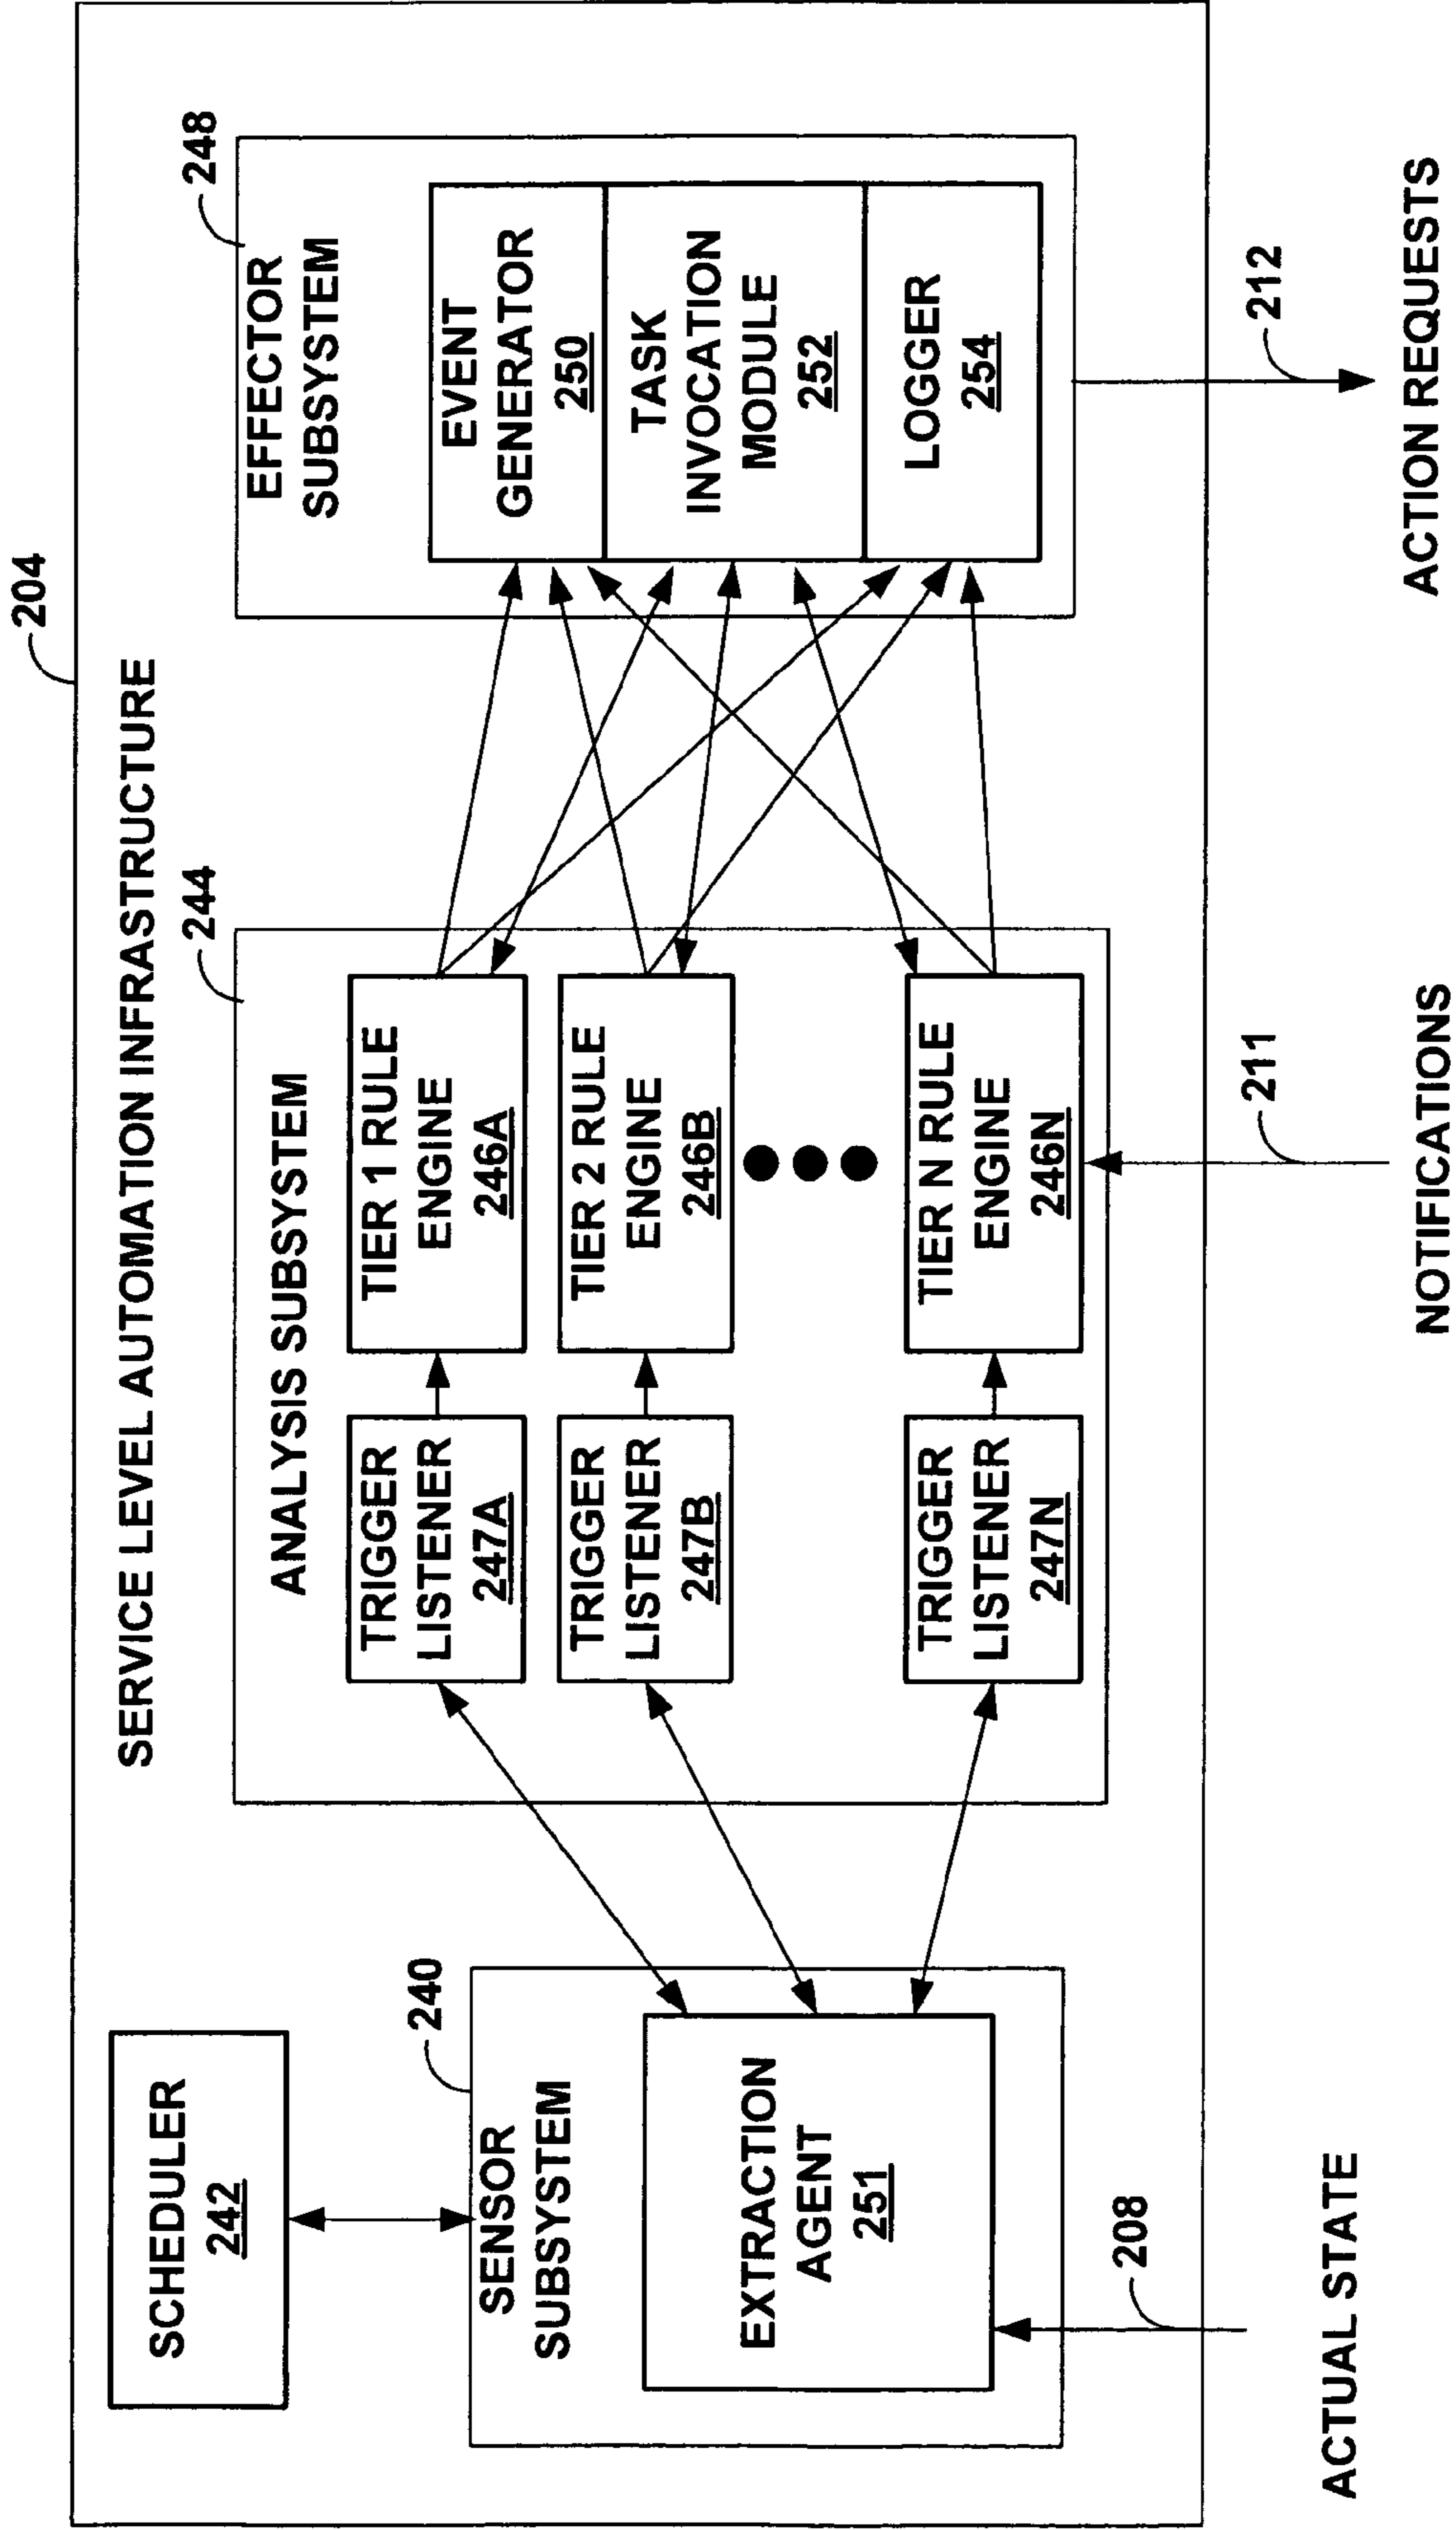 204
SERVICE LEVEL AUTOMATION INFRASTRUCTURE
SCHEDULER
242
240
SENSOR
SUBSYSTEM
EXTRACTION
AGENT
251
244
ANALYSIS SUBSYSTEM
TRIGGER
LISTENER
247A
TIER 1 RULE
ENGINE
246A
TRIGGER
LISTENER
247B
TIER 2 RULE
ENGINE
246B
TRIGGER
LISTENER
247N
TIER N RULE
ENGINE
246N
248
EFFECTOR
SUBSYSTEM
EVENT
GENERATOR
250
TASK
INVOCATION
MODULE
252
LOGGER
254
208
ACTUAL STATE
211
NOTIFICATIONS
212
ACTION REQUESTS